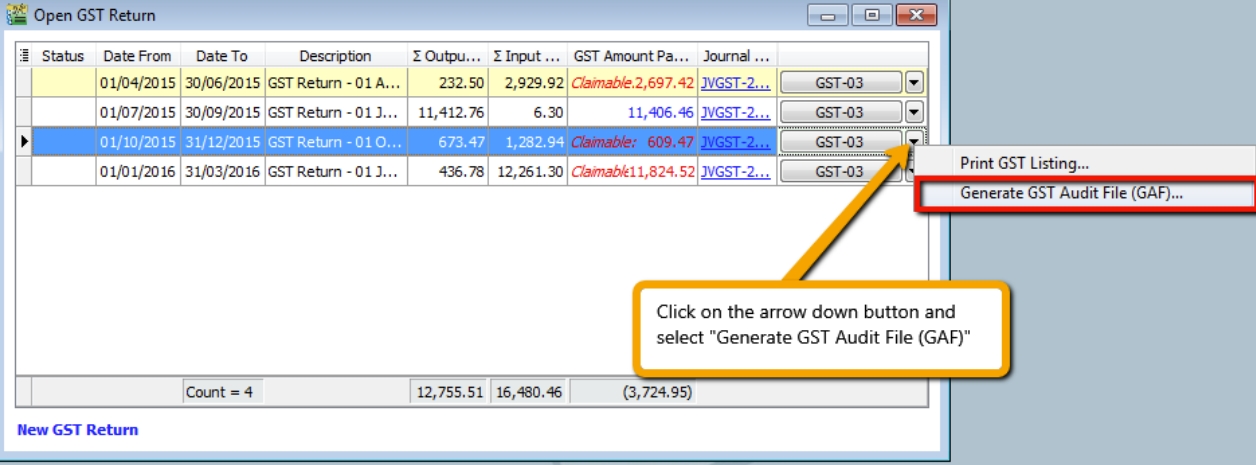 Open GST Return
Status Date From Date To Description Σ Outpu... Σ Input ... GST Amount Pa... Journal ...
01/04/2015 30/06/2015 GST Return - 01 A... 232.50 2,929.92 Claimable: 2,697.42 JVGST-2... GST-03
01/07/2015 30/09/2015 GST Return - 01 J... 11,412.76 6.30 11,406.46 JVGST-2... GST-03
01/10/2015 31/12/2015 GST Return - 01 O... 673.47 1,282.94 Claimable: 609.47 JVGST-2... GST-03
Print GST Listing...
01/01/2016 31/03/2016 GST Return - 01 J... 436.78 12,261.30 Claimable 11,824.52 JVGST-2... GST-03
Generate GST Audit File (GAF)...
Click on the arrow down button and
select "Generate GST Audit File (GAF)"
Count = 4 12,755.51 16,480.46 (3,724.95)
New GST Return